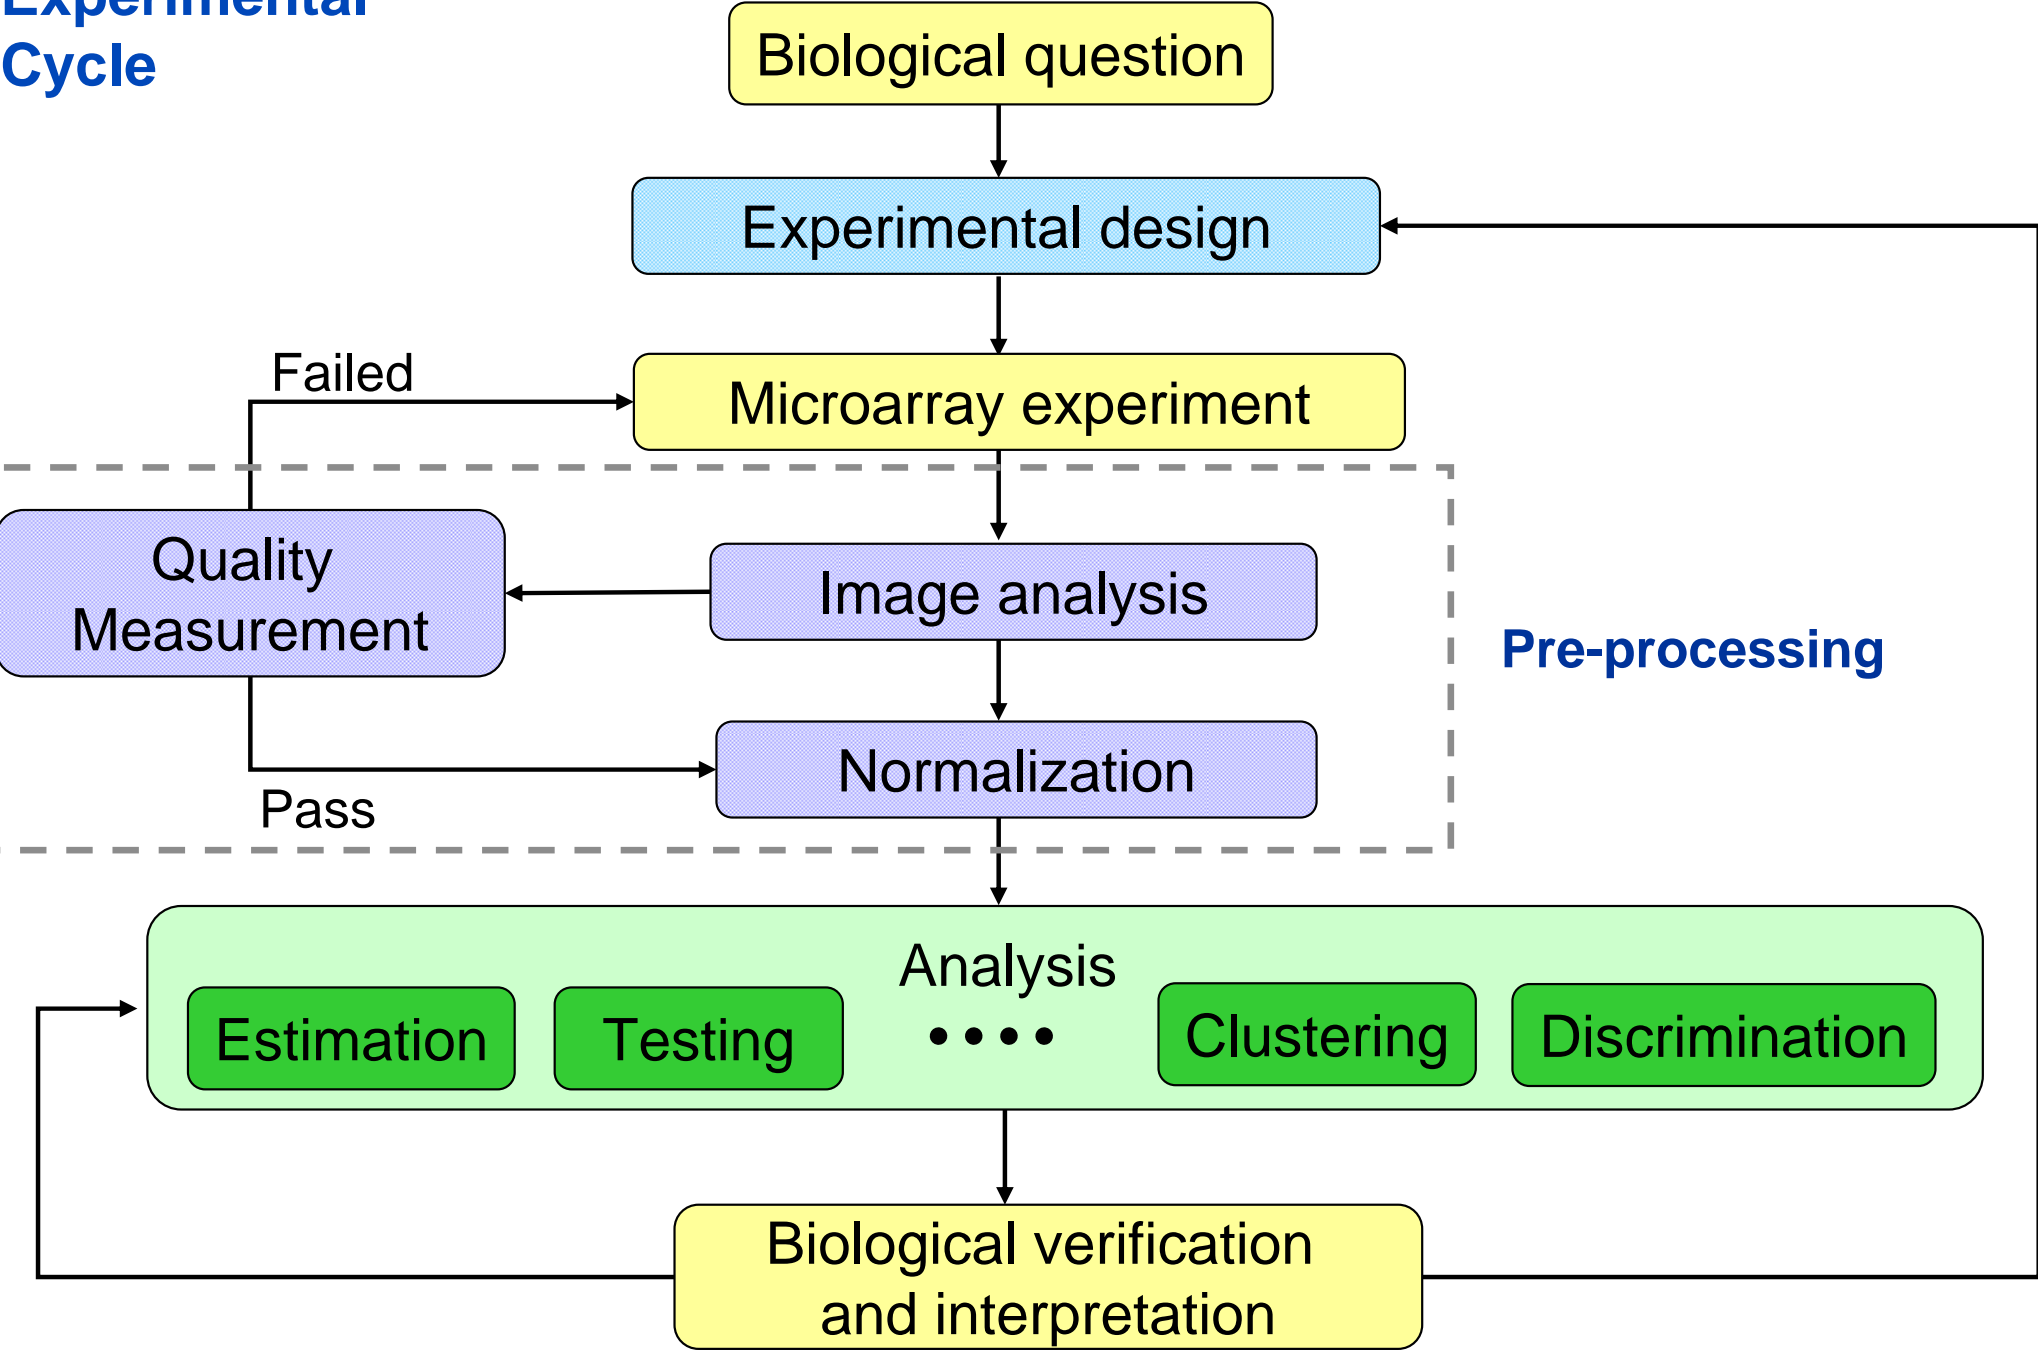 Experimental
Cycle
Biological question
Experimental design
Failed
Microarray experiment
Quality
Measurement
Image analysis
Pre-processing
Normalization
Pass
Analysis
Estimation
Testing
••••
Clustering
Discrimination
Biological verification
and interpretation